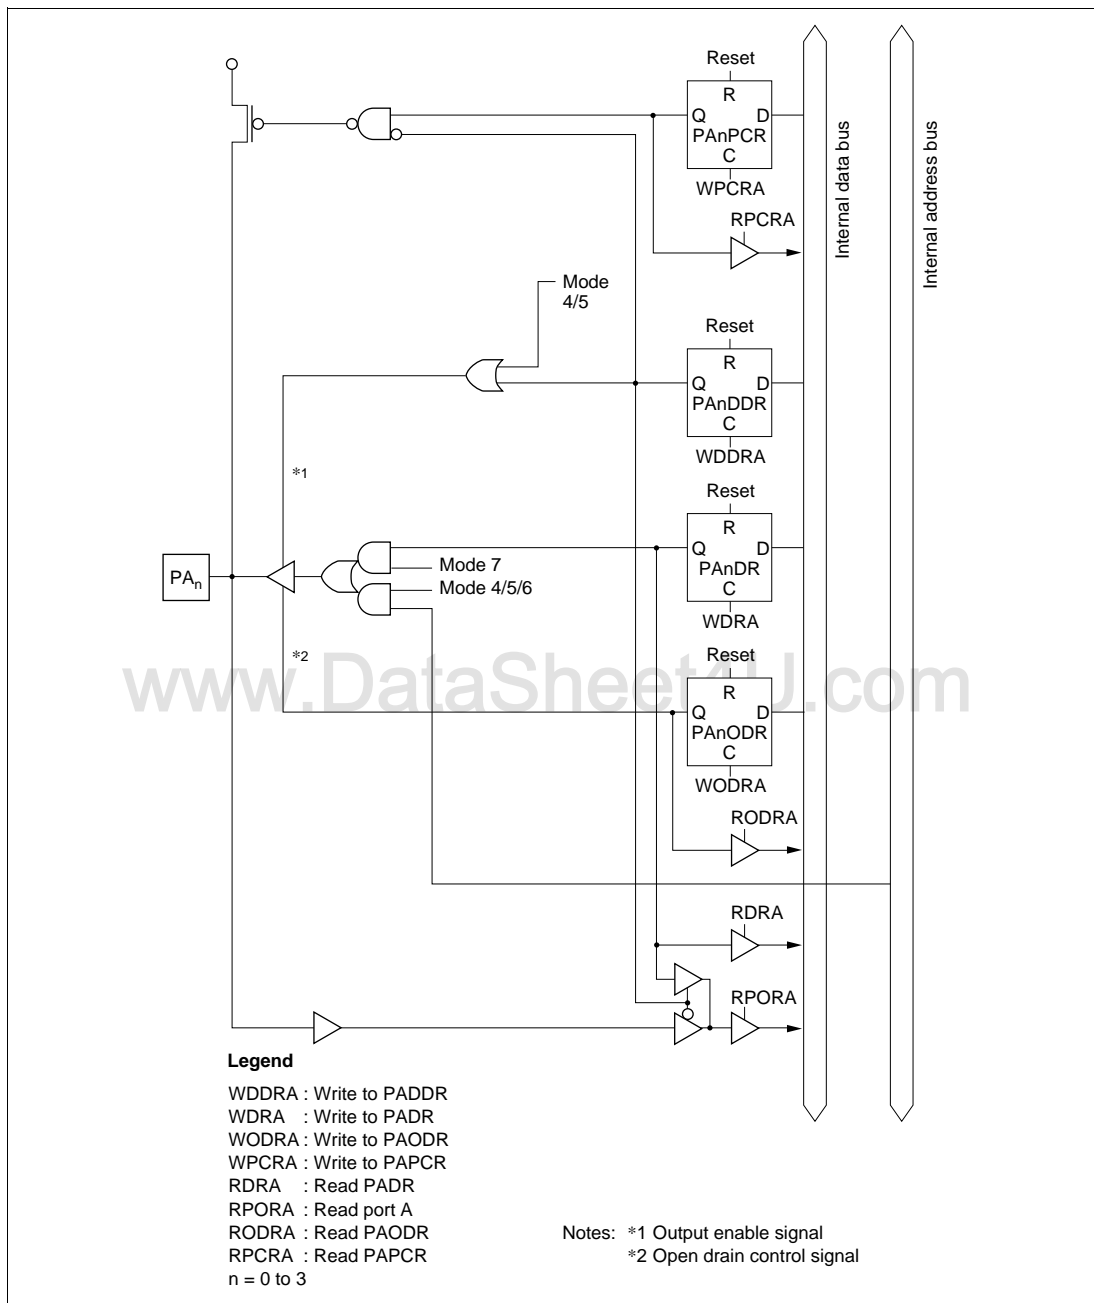 Reset
R
Q D
PAnPCR
C
WPCRA
RPCRA
Internal data bus
Internal address bus
Mode
4/5
Reset
R
Q D
PAnDDR
C
WDDRA
*1
Reset
R
Q D
PAnDR
C
WDRA
Mode 7
Mode 4/5/6
PAn
*2
www.DataSheet4U.com
Reset
R
Q D
PAnODR
C
WODRA
RODRA
RDRA
RPORA
Legend
WDDRA : Write to PADDR
WDRA : Write to PADR
WODRA : Write to PAODR
WPCRA : Write to PAPCR
RDRA : Read PADR
RPORA : Read port A
RODRA : Read PAODR
RPCRA : Read PAPCR
n = 0 to 3
Notes: *1 Output enable signal
*2 Open drain control signal